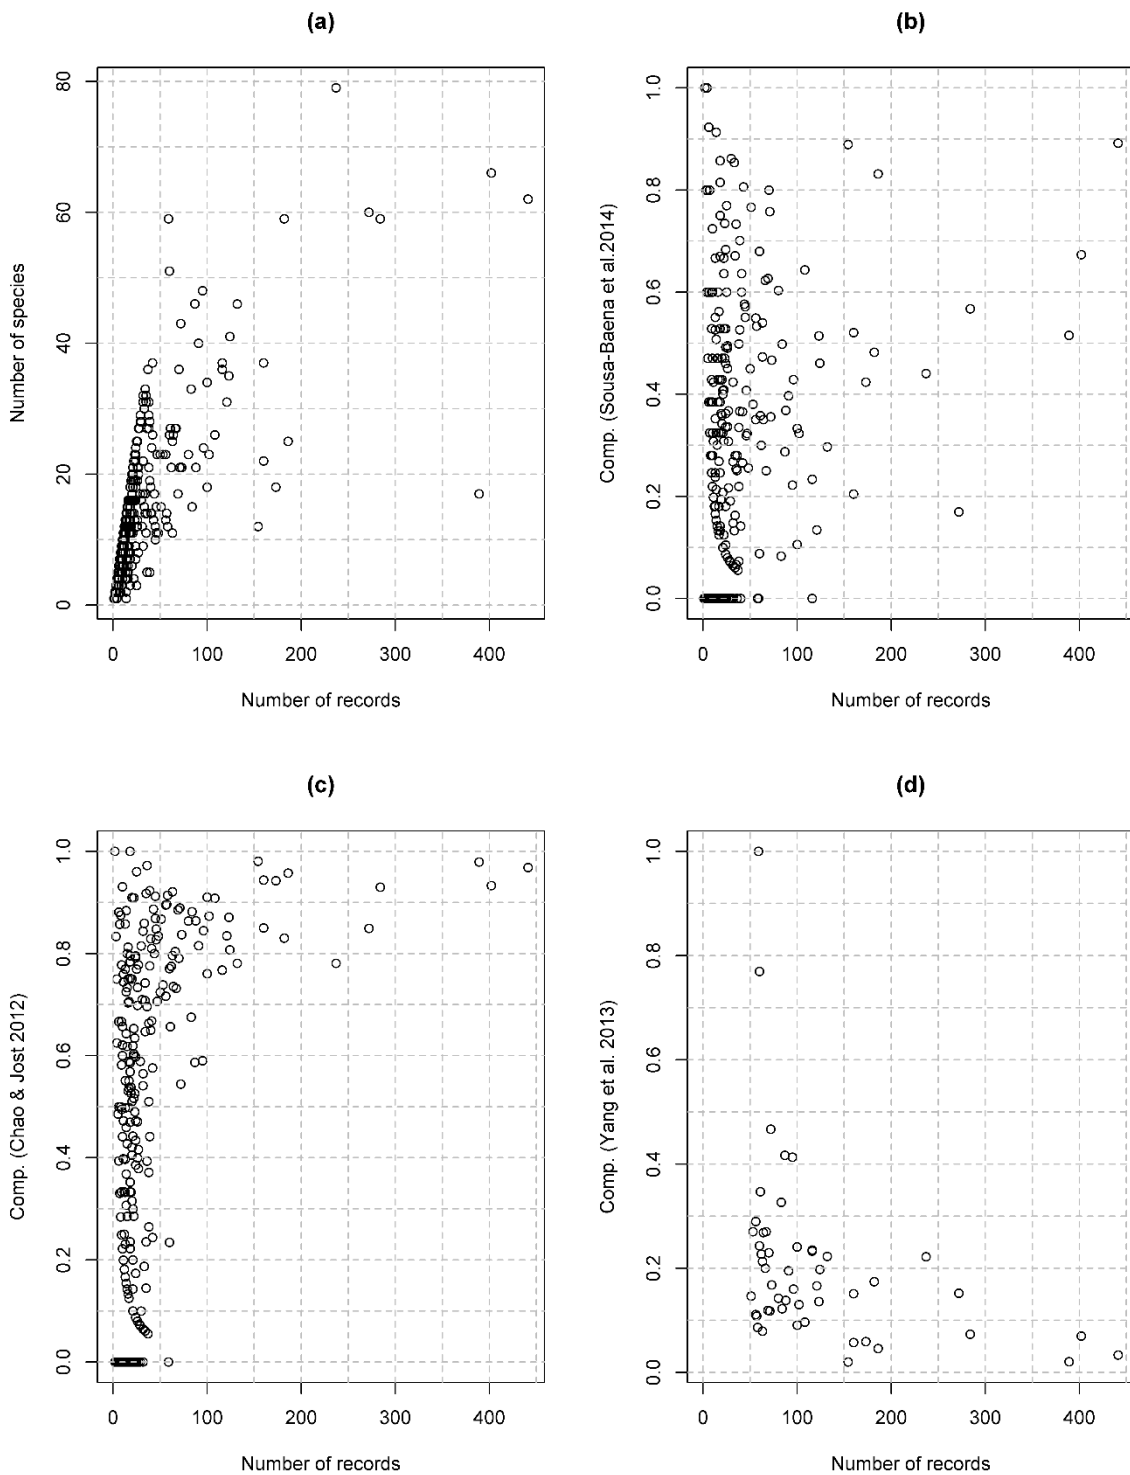 (a)
80
60
40
20
0
Number of species
0 100 200 300 400
Number of records
(b)
1.0
0.8
0.6
0.4
0.2
0.0
Comp. (Sousa-Baena et al.2014)
0 100 200 300 400
Number of records
(c)
1.0
0.8
0.6
0.4
0.2
0.0
Comp. (Chao & Jost 2012)
0 100 200 300 400
Number of records
(d)
1.0
0.8
0.6
0.4
0.2
0.0
Comp. (Yang et al. 2013)
0 100 200 300 400
Number of records